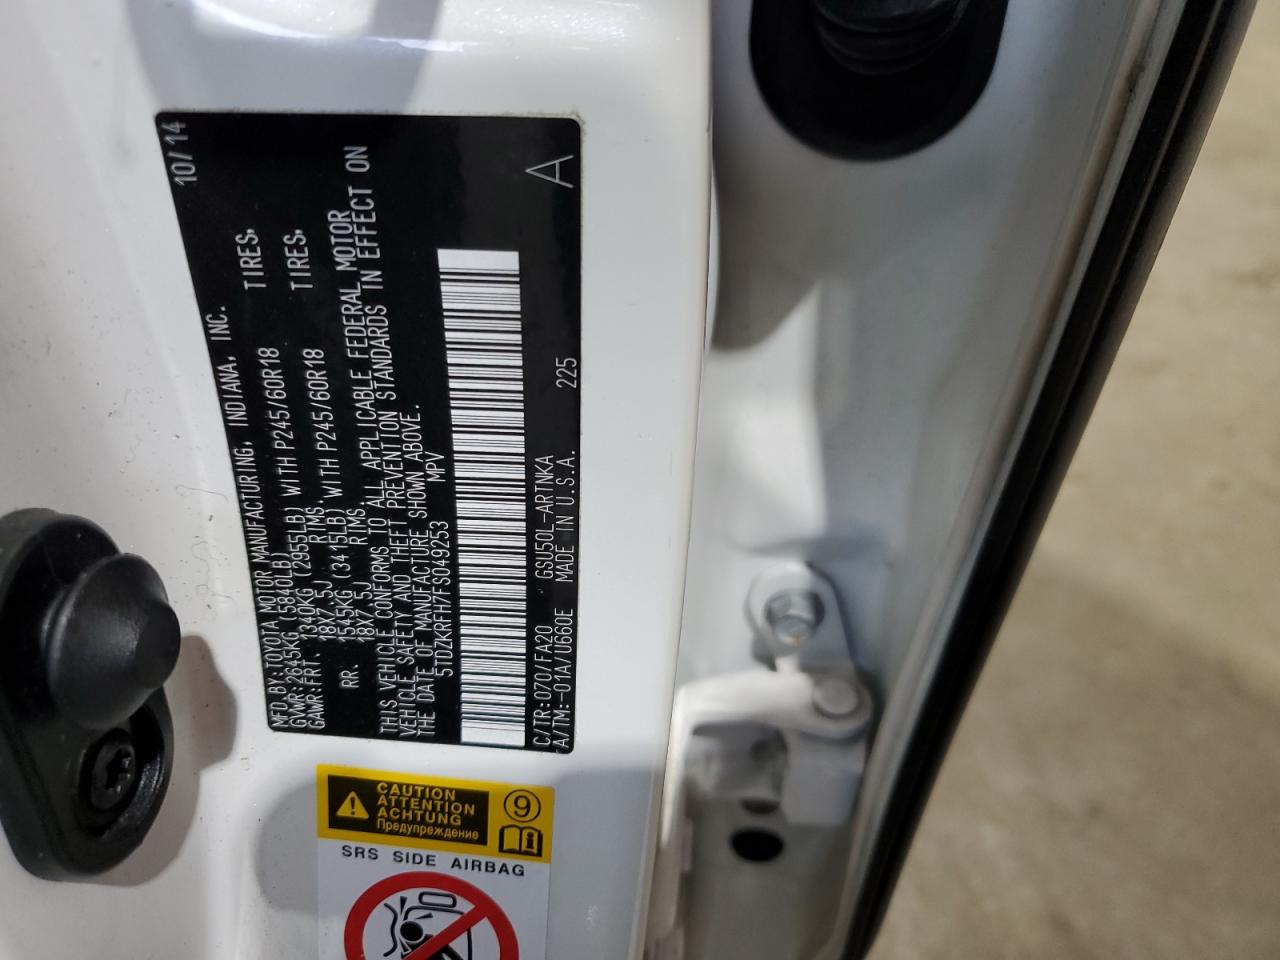 10/14
MFD BY:TOYOTA MOTOR MANUFACTURING, INDIANA, INC.
GVWR:2645KG (5840LB)
GAWR:FRT 1340KG (2955LB) WITH P245/60R18 TIRES,
18X7.5J RIMS,
RR. 1545KG (3415LB) WITH P245/60R18 TIRES,
18X7.5J RIMS.
THIS VEHICLE CONFORMS TO ALL APPLICABLE FEDERAL MOTOR
VEHICLE SAFETY AND THEFT PREVENTION STANDARDS IN EFFECT ON
THE DATE OF MANUFACTURE SHOWN ABOVE.
5TDZKRFH7FS049253 MPV
C/TR:070/FA20 GSU50L-ARTNKA
A/TM:-01A/U660E MADE IN U.S.A. 225
A
CAUTION
ATTENTION
ACHTUNG
Предупреждение
9
SRS SIDE AIRBAG